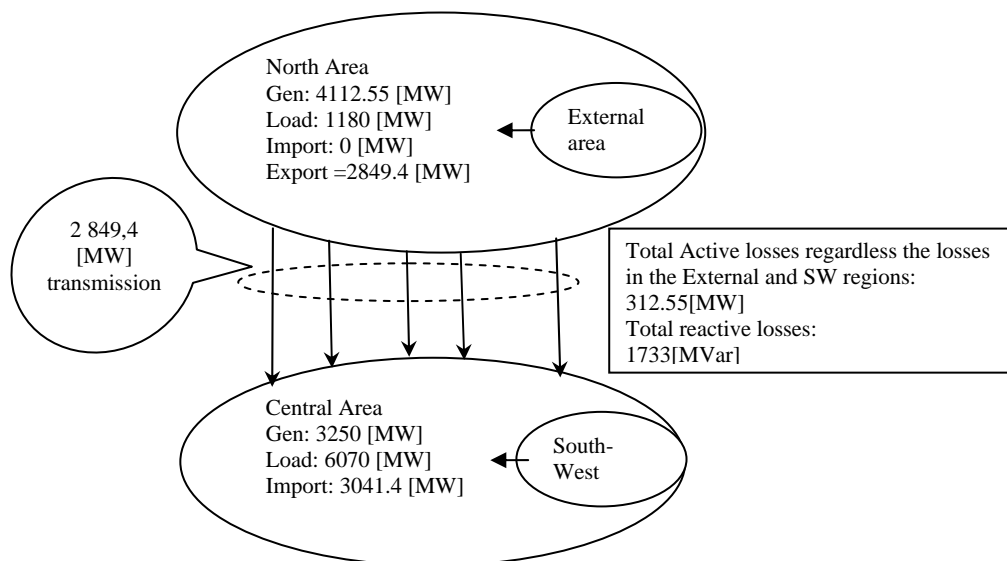 North Area
Gen: 4112.55 [MW]
Load: 1180 [MW]
Import: 0 [MW]
Export =2849.4 [MW]
External
area
2 849,4
[MW]
transmission
Total Active losses regardless the losses
in the External and SW regions:
312.55[MW]
Total reactive losses:
1733[MVar]
Central Area
Gen: 3250 [MW]
Load: 6070 [MW]
Import: 3041.4 [MW]
South-
West